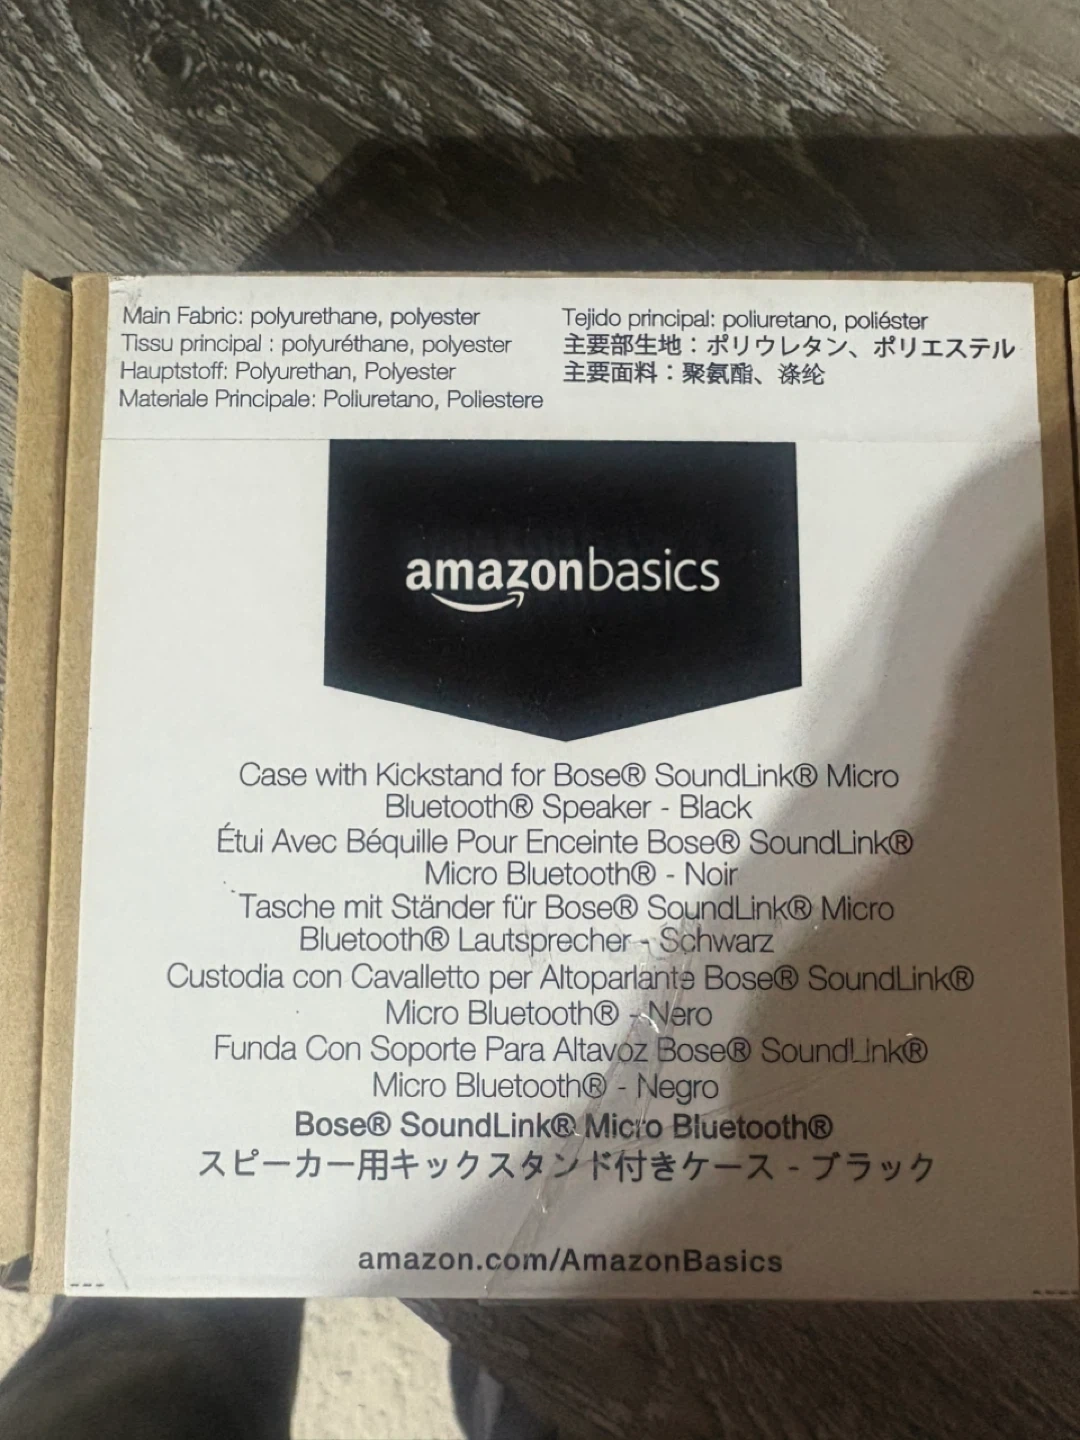 Main Fabric: polyurethane, polyester
Tissu principal : polyuréthane, polyester
Hauptstoff: Polyurethan, Polyester
Materiale Principale: Poliuretano, Poliestere
Tejido principal: poliuretano, poliéster
主要部生地：ポリウレタン、ポリエステル
主要面料：聚氨酯、涤纶
amazonbasics
Case with Kickstand for Bose® SoundLink® Micro
Bluetooth® Speaker - Black
Étui Avec Béquille Pour Enceinte Bose® SoundLink®
Micro Bluetooth® - Noir
Tasche mit Ständer für Bose® SoundLink® Micro
Bluetooth® Lautsprecher - Schwarz
Custodia con Cavalletto per Altoparlante Bose® SoundLink®
Micro Bluetooth® - Nero
Funda Con Soporte Para Altavoz Bose® SoundLink®
Micro Bluetooth® - Negro
Bose® SoundLink® Micro Bluetooth®
スピーカー用キックスタンド付きケース - ブラック
amazon.com/AmazonBasics